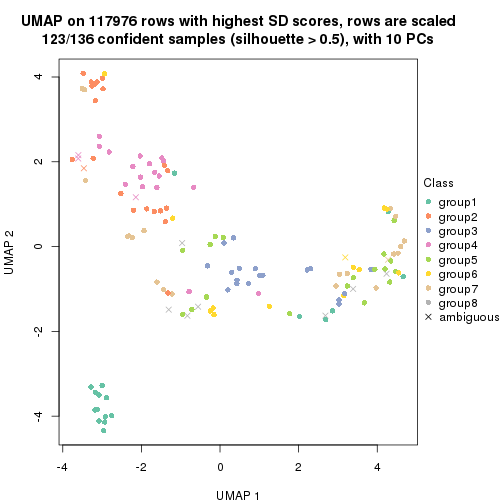 UMAP on 117976 rows with highest SD scores, rows are scaled
123/136 confident samples (silhouette > 0.5), with 10 PCs
4
2
0
-2
-4
UMAP 2
-4
-2
0
2
4
UMAP 1
Class
group1
group2
group3
group4
group5
group6
group7
group8
ambiguous